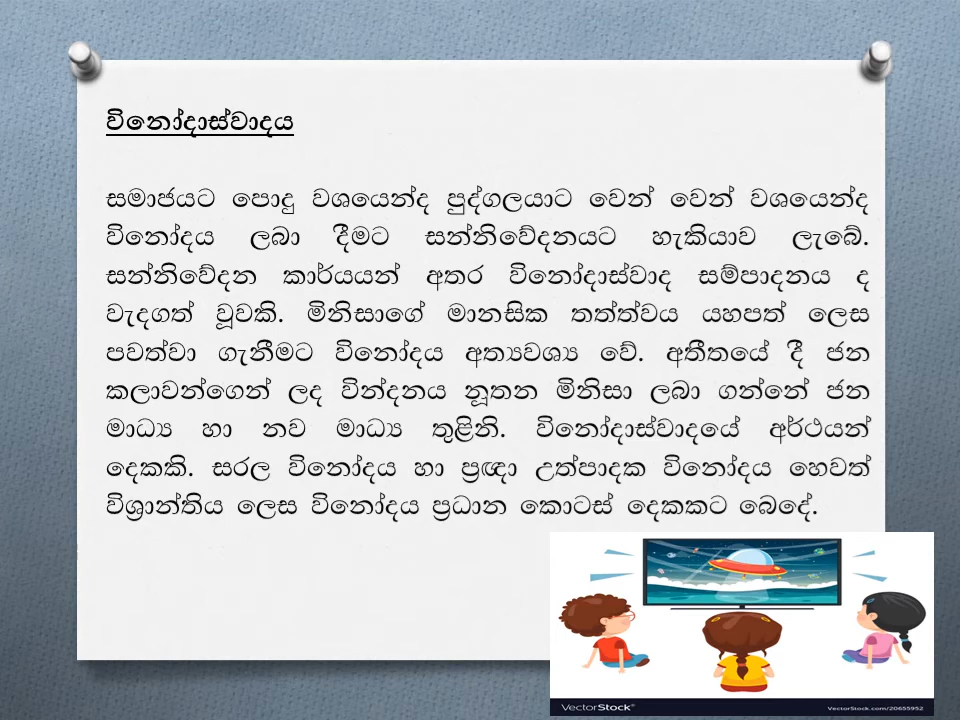 විනෝදාස්වාදය
සමාජයට පොදු වශයෙන්ද පුද්ගලයාට වෙන් වෙන් වශයෙන්ද
විනෝදය ලබා දීමට සන්නිවේදනයට හැකියාව ලැබේ.
සන්නිවේදන කාර්යයන් අතර විනෝදාස්වාද සම්පාදනය ද
වැදගත් වූවකි. මිනිසාගේ මානසික තත්ත්වය යහපත් ලෙස
පවත්වා ගැනීමට විනෝදය අත්‍යවශ්‍ය වේ. අතීතයේ දී ජන
කලාවන්ගෙන් ලද වින්දනය නූතන මිනිසා ලබා ගන්නේ ජන
මාධ්‍ය හා නව මාධ්‍ය තුළිනි. විනෝදාස්වාදයේ අර්ථයන්
දෙකකි. සරල විනෝදය හා ප්‍රඥා උත්පාදක විනෝදය හෙවත්
විශ්‍රාන්තිය ලෙස විනෝදය ප්‍රධාන කොටස් දෙකකට බෙදේ.
VectorStock®
VectorStock.com/20655952